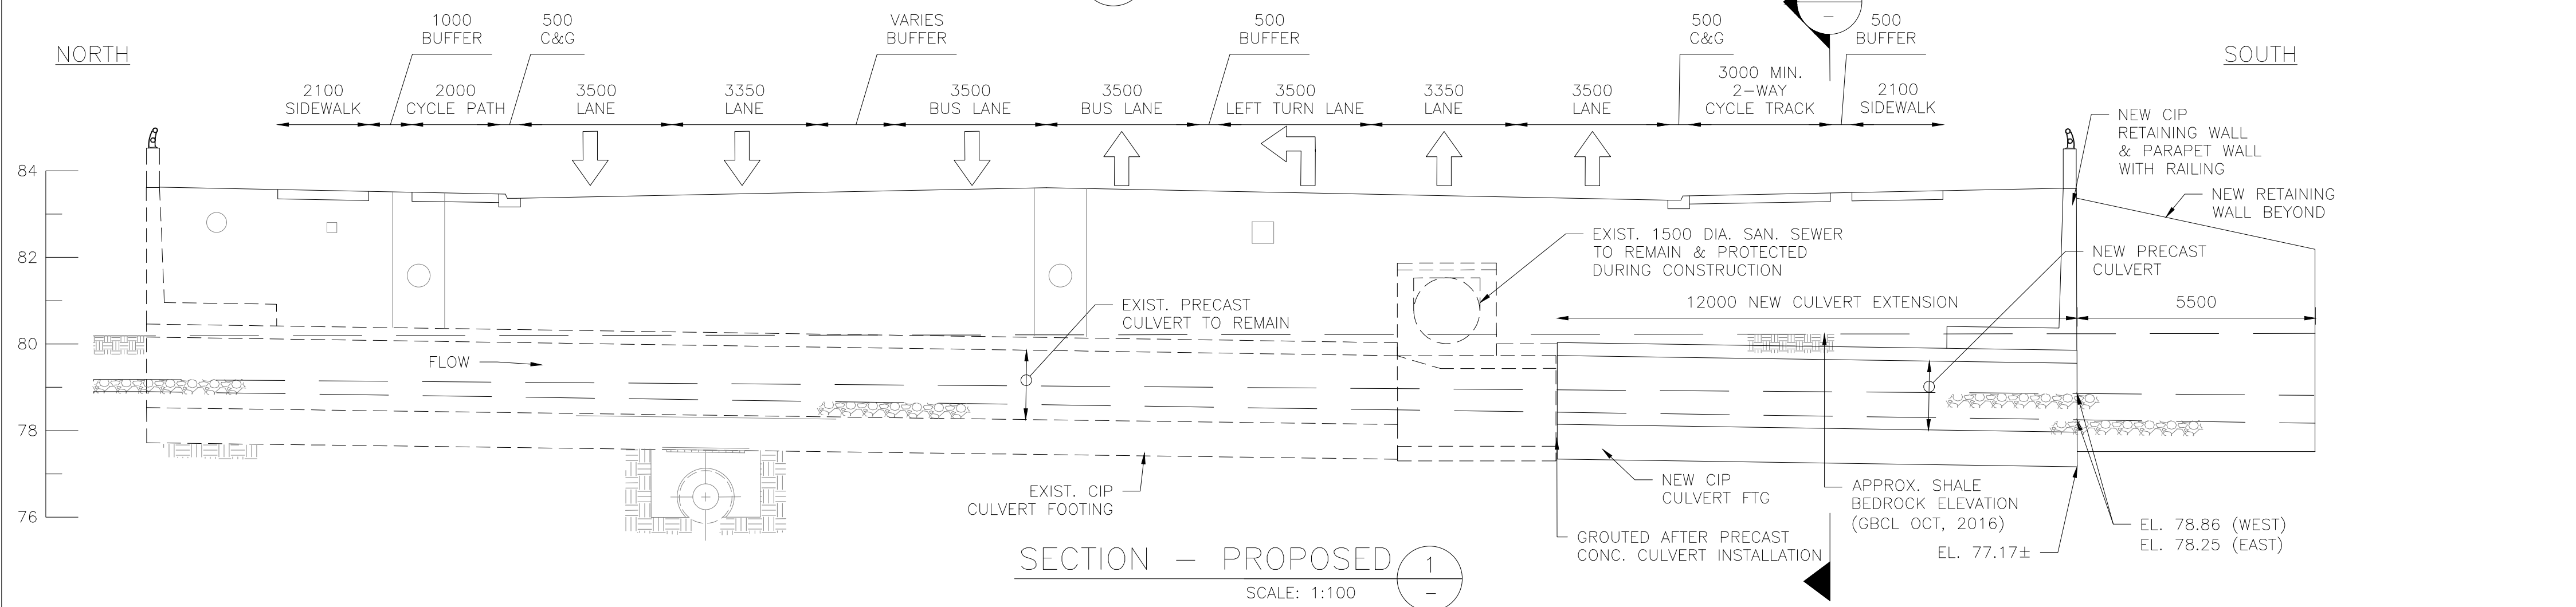 NORTH
1000
BUFFER
500
C&G
VARIES
BUFFER
500
BUFFER
500
C&G
-
500
BUFFER
SOUTH
2100
SIDEWALK
2000
CYCLE PATH
3500
LANE
3350
LANE
3500
BUS LANE
3500
BUS LANE
3500
LEFT TURN LANE
3350
LANE
3500
LANE
3000 MIN.
2-WAY
CYCLE TRACK
2100
SIDEWALK
NEW CIP
RETAINING WALL
& PARAPET WALL
WITH RAILING
NEW RETAINING
WALL BEYOND
84
82
80
78
76
EXIST. 1500 DIA. SAN. SEWER
TO REMAIN & PROTECTED
DURING CONSTRUCTION
NEW PRECAST
CULVERT
EXIST. PRECAST
CULVERT TO REMAIN
12000 NEW CULVERT EXTENSION
5500
FLOW
EXIST. CIP
CULVERT FOOTING
NEW CIP
CULVERT FTG
APPROX. SHALE
BEDROCK ELEVATION
(GBCL OCT, 2016)
GROUTED AFTER PRECAST
CONC. CULVERT INSTALLATION
EL. 77.17±
EL. 78.86 (WEST)
EL. 78.25 (EAST)
SECTION - PROPOSED
1
-
SCALE: 1:100